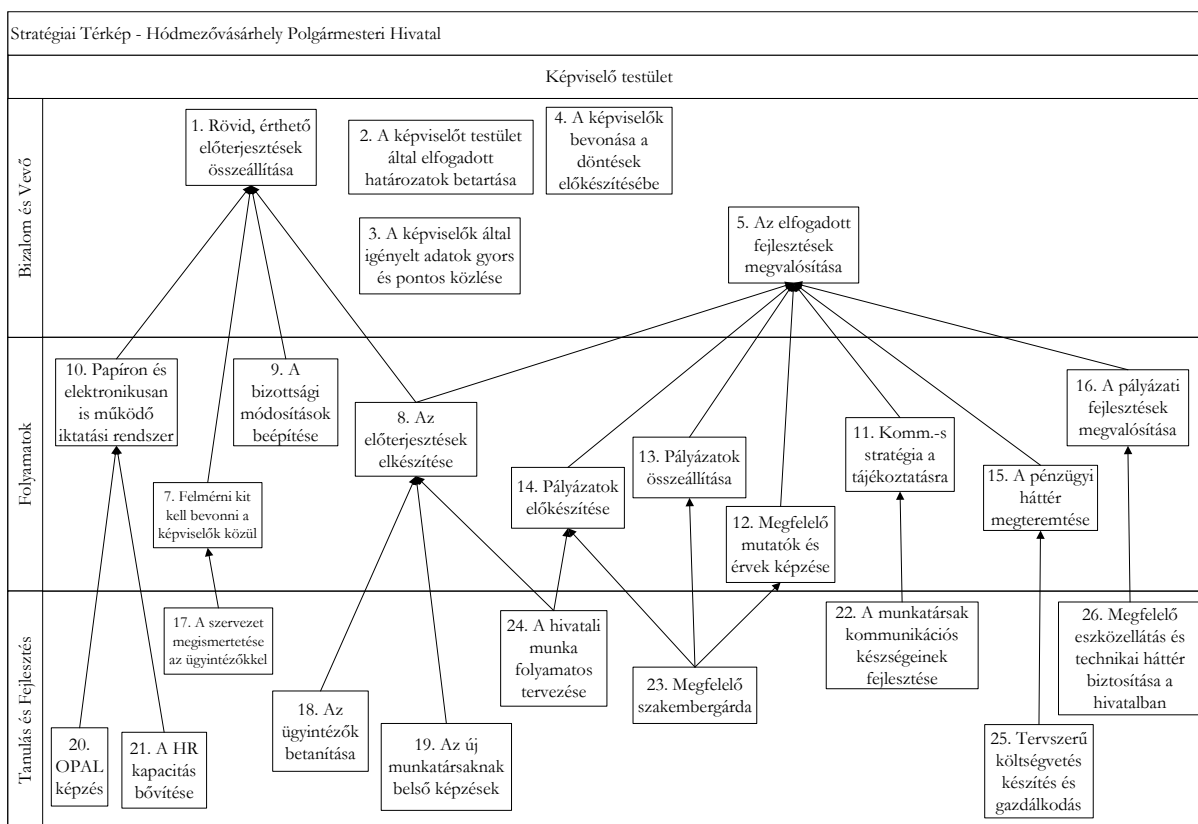 Stratégiai Térkép - Hódmezővásárhely Polgármesteri Hivatal
Képviselő testület
Bizalom és Vevő
1. Rövid, érthető
előterjesztések
összeállítása
2. A képviselőt testület
által elfogadott
határozatok betartása
4. A képviselők
bevonása a
döntések
előkészítésébe
3. A képviselők által
igényelt adatok gyors
és pontos közlése
5. Az elfogadott
fejlesztések
megvalósítása
Folyamatok
10. Papíron és
elektronikusan
is működő
iktatási rendszer
9. A
bizottsági
módosítások
beépítése
8. Az
előterjesztések
elkészítése
7. Felmérni kit
kell bevonni a
képviselők közül
14. Pályázatok
előkészítése
13. Pályázatok
összeállítása
12. Megfelelő
mutatók és
érvek képzése
11. Komm.-s
stratégia a
tájékoztatásra
15. A pénzügyi
háttér
megteremtése
16. A pályázati
fejlesztések
megvalósítása
Tanulás és Fejlesztés
17. A szervezet
megismertetése
az ügyintézőkkel
20.
OPAL
képzés
21. A HR
kapacitás
bővítése
18. Az
ügyintézők
betanítása
19. Az új
munkatársaknak
belső képzések
24. A hivatali
munka
folyamatos
tervezése
23. Megfelelő
szakembergárda
22. A munkatársak
kommunikációs
készségeinek
fejlesztése
25. Tervszerű
költségvetés
készítés és
gazdálkodás
26. Megfelelő
eszközellátás és
technikai háttér
biztosítása a
hivatalban